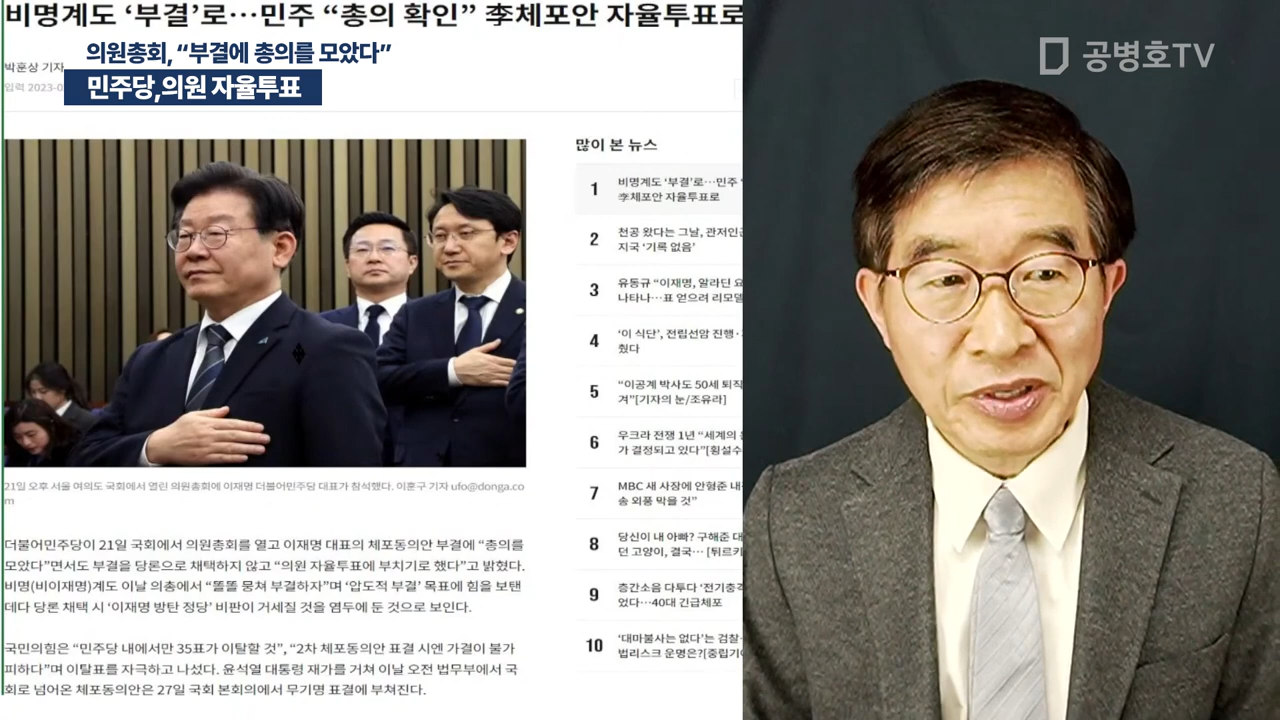 비명계도 ‘부결’로…민주 “총의 확인” 李체포안 자율투표로
의원총회, “부결에 총의를 모았다”
박훈상 기자
민주당,의원 자율투표
입력 2023-0
공병호TV
21일 오후 서울 여의도 국회에서 열린 의원총회에 이재명 더불어민주당 대표가 참석했다. 이훈구 기자 ufo@donga.co
m
더불어민주당이 21일 국회에서 의원총회를 열고 이재명 대표의 체포동의안 부결에 “총의를
모았다”면서도 부결을 당론으로 채택하지 않고 “의원 자율투표에 부치기로 했다”고 밝혔다.
비명(비이재명)계도 이날 의총에서 “똘똘 뭉쳐 부결하자”며 ‘압도적 부결’ 목표에 힘을 보탠
데다 당론 채택 시 ‘이재명 방탄 정당’ 비판이 거세질 것을 염두에 둔 것으로 보인다.
국민의힘은 “민주당 내에서만 35표가 이탈할 것”, “2차 체포동의안 표결 시엔 가결이 불가
피하다”며 이탈표를 자극하고 나섰다. 윤석열 대통령 재가를 거쳐 이날 오전 법무부에서 국
회로 넘어온 체포동의안은 27일 국회 본회의에서 무기명 표결에 부쳐진다.
많이 본 뉴스
1 비명계도 ‘부결’로…민주 “
李체포안 자율투표로
2 천공 왔다는 그날, 관저인근
지국 ‘기록 없음’
3 유동규 “이재명, 알라딘 요
나타나…표 얻으려 리모델
4 ‘이 식단’, 전립선암 진행·
췄다
5 “이공계 박사도 50세 퇴직
겨”[기자의 눈/조유라]
6 우크라 전쟁 1년 “세계의
가 결정되고 있다”[횡설수
7 MBC 새 사장에 안형준 내
송 외풍 막을 것”
8 당신이 내 아빠? 구해준 대
던 고양이, 결국… [튀르키
9 층간소음 다투다 ‘전기충격
었다…40대 긴급체포
10 ‘대마불사는 없다’는 검찰
법리스크 운명은?[중립기어